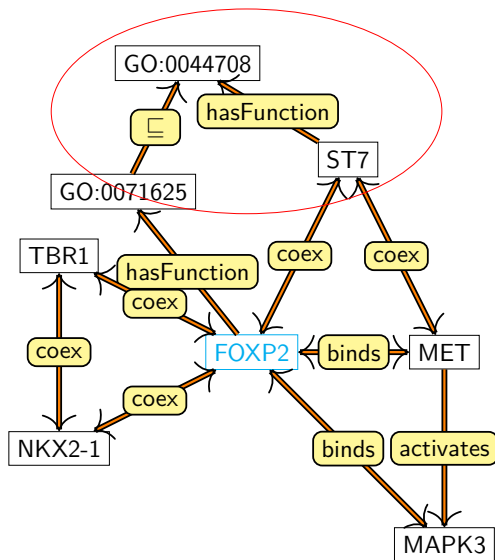 GO:0044708
hasFunction
⊑
ST7
GO:0071625
TBR1
hasFunction
coex
coex
coex
coex
FOXP2
binds
MET
coex
NKX2-1
binds
activates
MAPK3